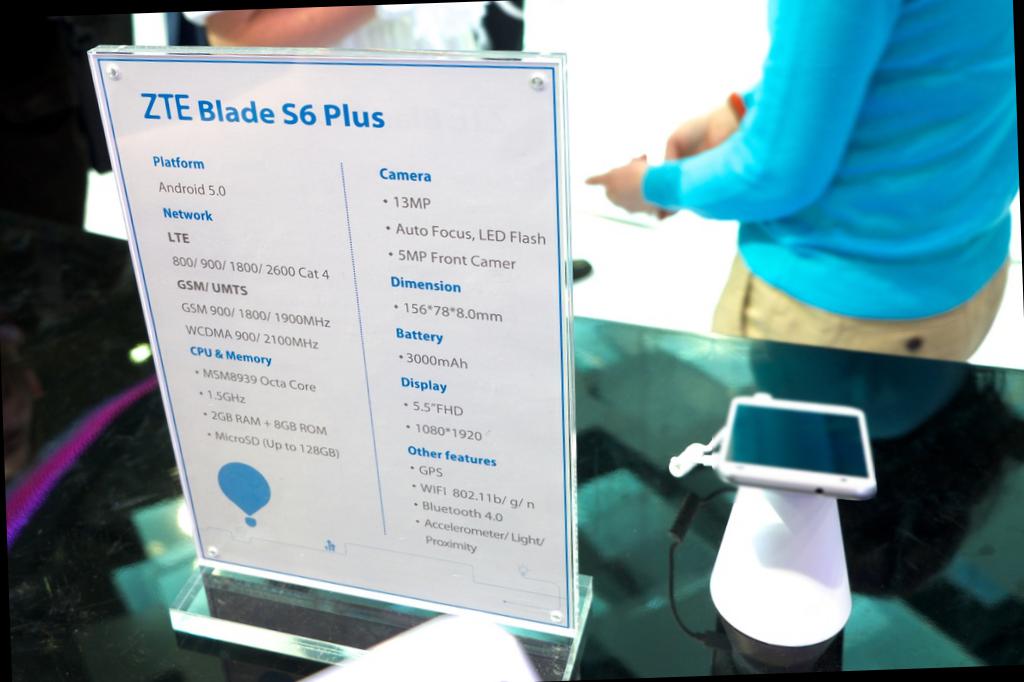 ZTE Blade S6 Plus
Platform
Android 5.0
Network
LTE
800/ 900/ 1800/ 2600 Cat 4
GSM/ UMTS
GSM 900/ 1800/ 1900MHz
WCDMA 900/ 2100MHz
CPU & Memory
• MSM8939 Octa Core
• 1.5GHz
• 2GB RAM + 8GB ROM
• MicroSD (Up to 128GB)
Camera
• 13MP
• Auto Focus, LED Flash
• 5MP Front Camer
Dimension
• 156*78*8.0mm
Battery
• 3000mAh
Display
• 5.5"FHD
• 1080*1920
Other features
• GPS
• WIFI 802.11b/ g/ n
• Bluetooth 4.0
• Accelerometer/ Light/
Proximity